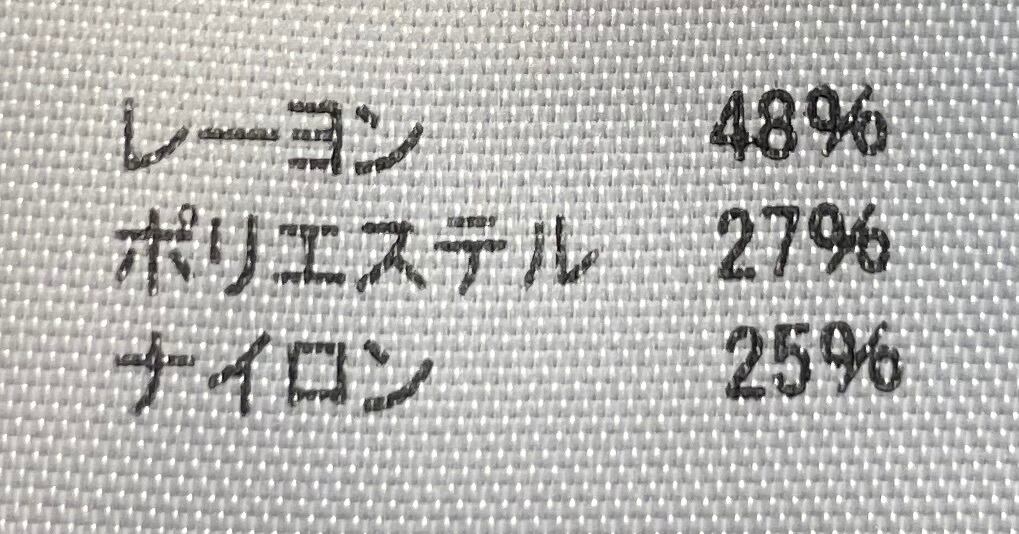 レーヨン 48%
ポリエステル 27%
ナイロン 25%